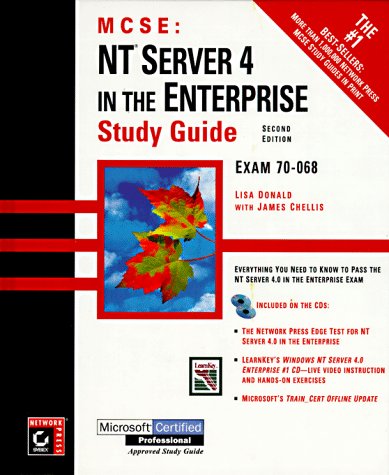 MCSE:
NT® SERVER 4
IN THE ENTERPRISE
Study Guide
SECOND
EDITION
THE
#1
BEST-SELLERS:
MORE THAN 1,000,000 NETWORK PRESS
MCSE STUDY GUIDES IN PRINT
EXAM 70-068
LISA DONALD
WITH JAMES CHELLIS
EVERYTHING YOU NEED TO KNOW TO PASS THE
NT SERVER 4.0 IN THE ENTERPRISE EXAM
INCLUDED ON THE CDS:
• THE NETWORK PRESS EDGE TEST FOR NT
SERVER 4.0 IN THE ENTERPRISE
• LEARNKEY'S WINDOWS NT SERVER 4.0
ENTERPRISE #1 CD—LIVE VIDEO INSTRUCTION
AND HANDS-ON EXERCISES
• MICROSOFT'S TRAIN_CERT OFFLINE UPDATE
LearnKey
NETWORK PRESS
SYBEX
Microsoft Certified
Professional
Approved Study Guide